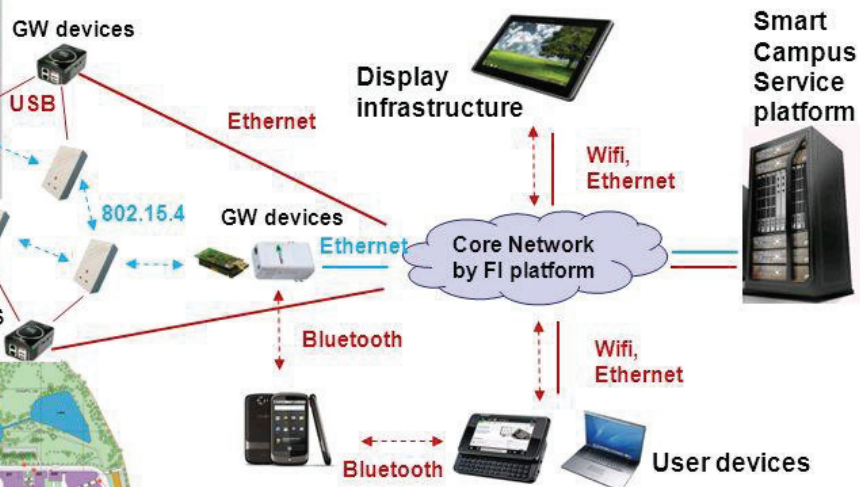 GW devices
USB
Ethernet
802.15.4
GW devices
Ethernet
Display
infrastructure
Wifi,
Ethernet
Smart
Campus
Service
platform
Core Network
by FI platform
Bluetooth
Wifi,
Ethernet
Bluetooth
User devices